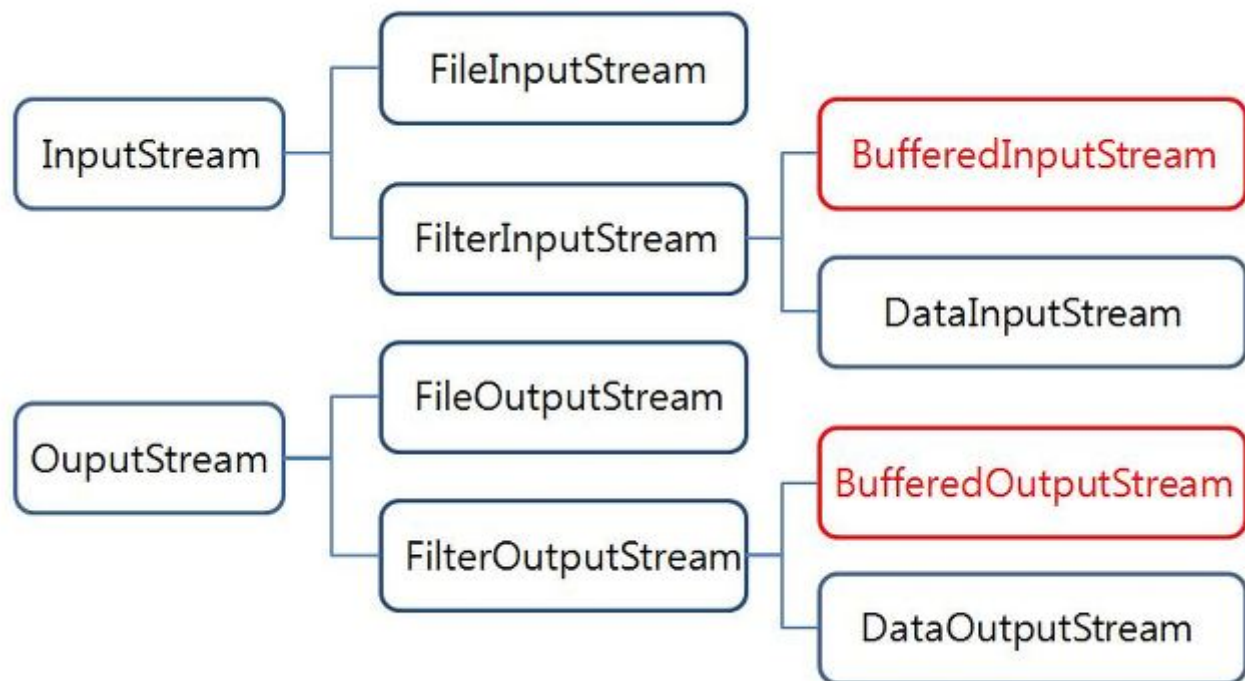 FileInputStream
InputStream
BufferedInputStream
FilterInputStream
DataInputStream
FileOutputStream
OuputStream
BufferedOutputStream
FilterOutputStream
DataOutputStream